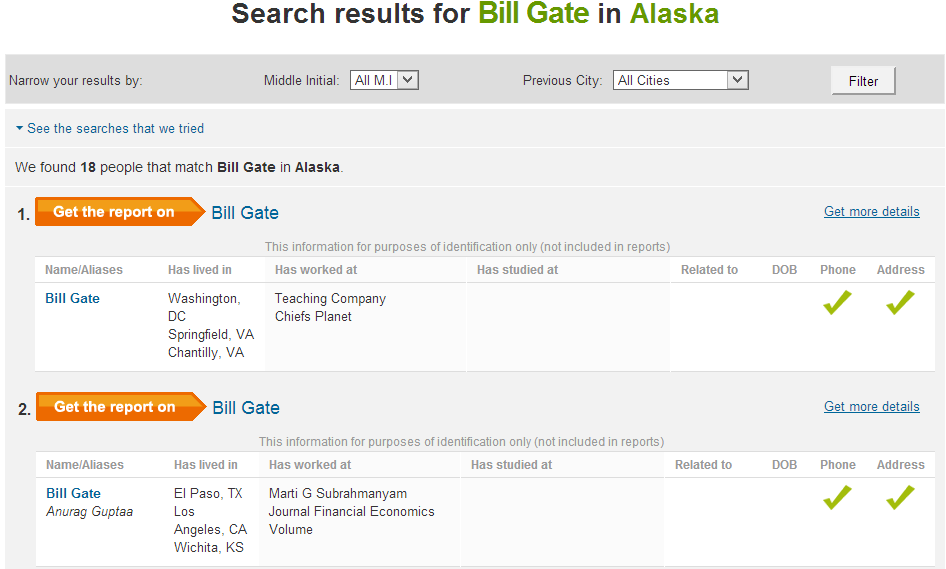 Search results for Bill Gate in Alaska
Narrow your results by: Middle Initial: All M.I Previous City: All Cities Filter
See the searches that we tried
We found 18 people that match Bill Gate in Alaska.
1. Get the report on Bill Gate Get more details
This information for purposes of identification only (not included in reports)
Name/Aliases Has lived in Has worked at Has studied at Related to DOB Phone Address
Bill Gate Washington, Teaching Company
DC Chiefs Planet
Springfield, VA
Chantilly, VA
2. Get the report on Bill Gate Get more details
This information for purposes of identification only (not included in reports)
Name/Aliases Has lived in Has worked at Has studied at Related to DOB Phone Address
Bill Gate El Paso, TX Marti G Subrahmanyam
Anurag Guptaa Los Journal Financial Economics
Angeles, CA Volume
Wichita, KS